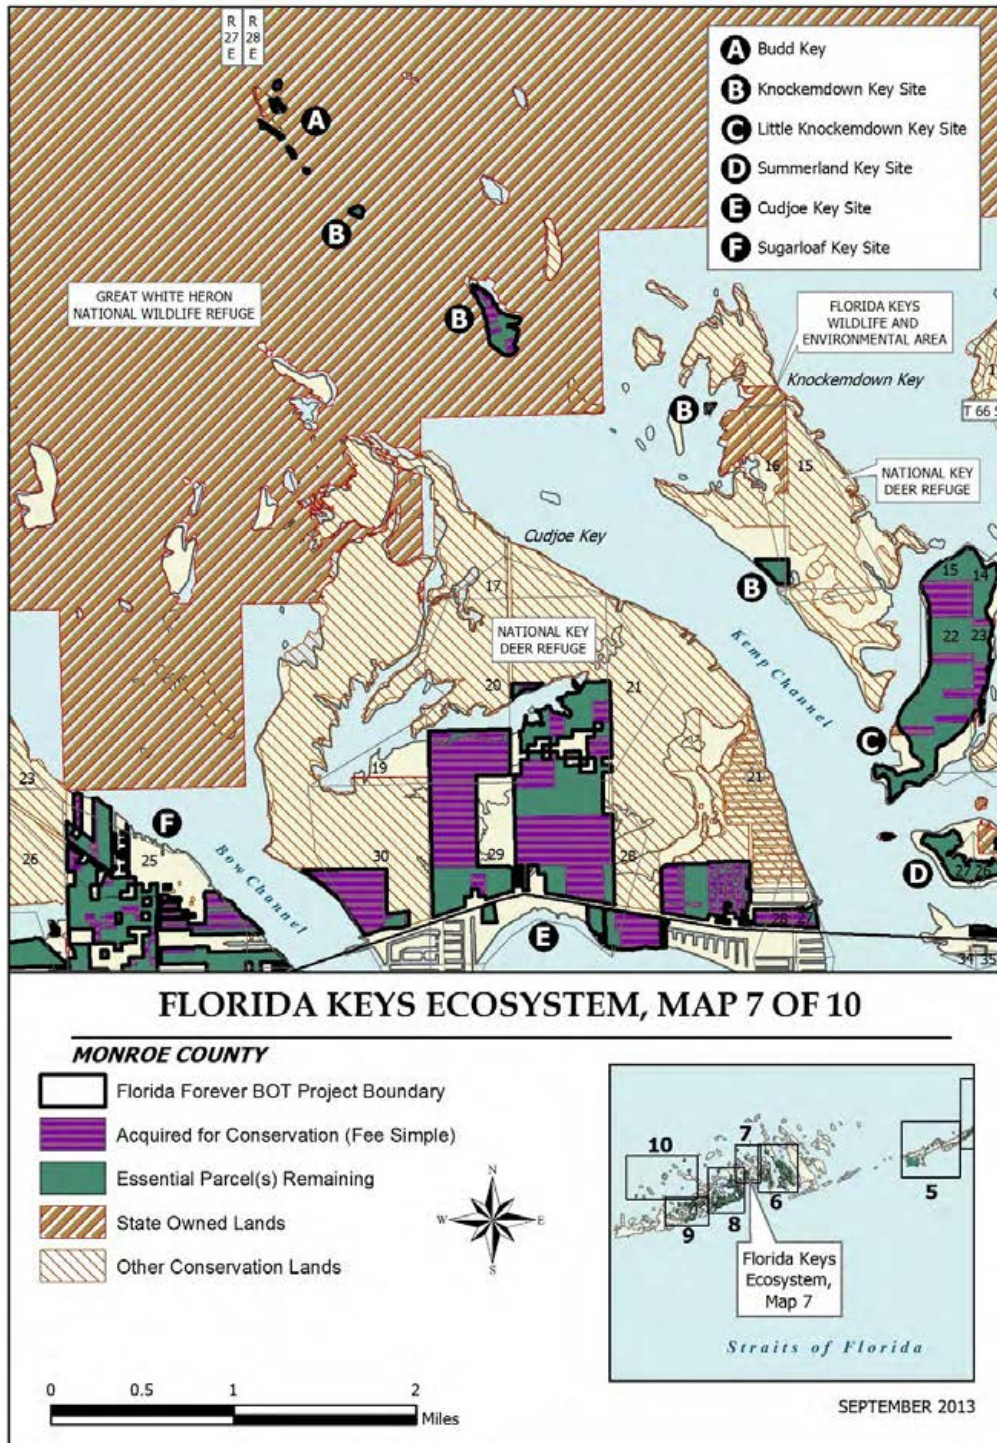 R
27
E
R
28
E
A
A Budd Key
B Knockemdown Key Site
C Little Knockemdown Key Site
D Summerland Key Site
E Cudjoe Key Site
F Sugarloaf Key Site
B
GREAT WHITE HERON
NATIONAL WILDLIFE REFUGE
B
FLORIDA KEYS
WILDLIFE AND
ENVIRONMENTAL AREA
Knockemdown Key
B
T 66 S
16
15
NATIONAL KEY
DEER REFUGE
Cudjoe Key
17
B
15
14
NATIONAL KEY
DEER REFUGE
22
23
Kemp Channel
20
21
C
19
21
23
F
26
25
Bow Channel
30
29
28
D
27
26
28
27
E
34
35
FLORIDA KEYS ECOSYSTEM, MAP 7 OF 10
MONROE COUNTY
Florida Forever BOT Project Boundary
Acquired for Conservation (Fee Simple)
Essential Parcel(s) Remaining
State Owned Lands
Other Conservation Lands
N
W
E
S
10
7
5
6
8
9
Florida Keys
Ecosystem,
Map 7
Straits of Florida
0 0.5 1 2
Miles
SEPTEMBER 2013